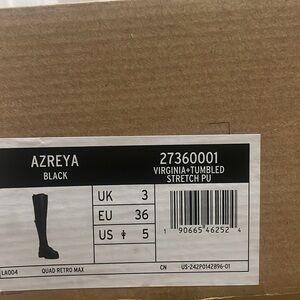 AZREYA
BLACK
27360001
VIRGINIA+TUMBLED
STRETCH PU
UK 3
EU 36
US 5
1 90665 46252 4
LA004
QUAD RETRO MAX
CN
US-242P0142896-01